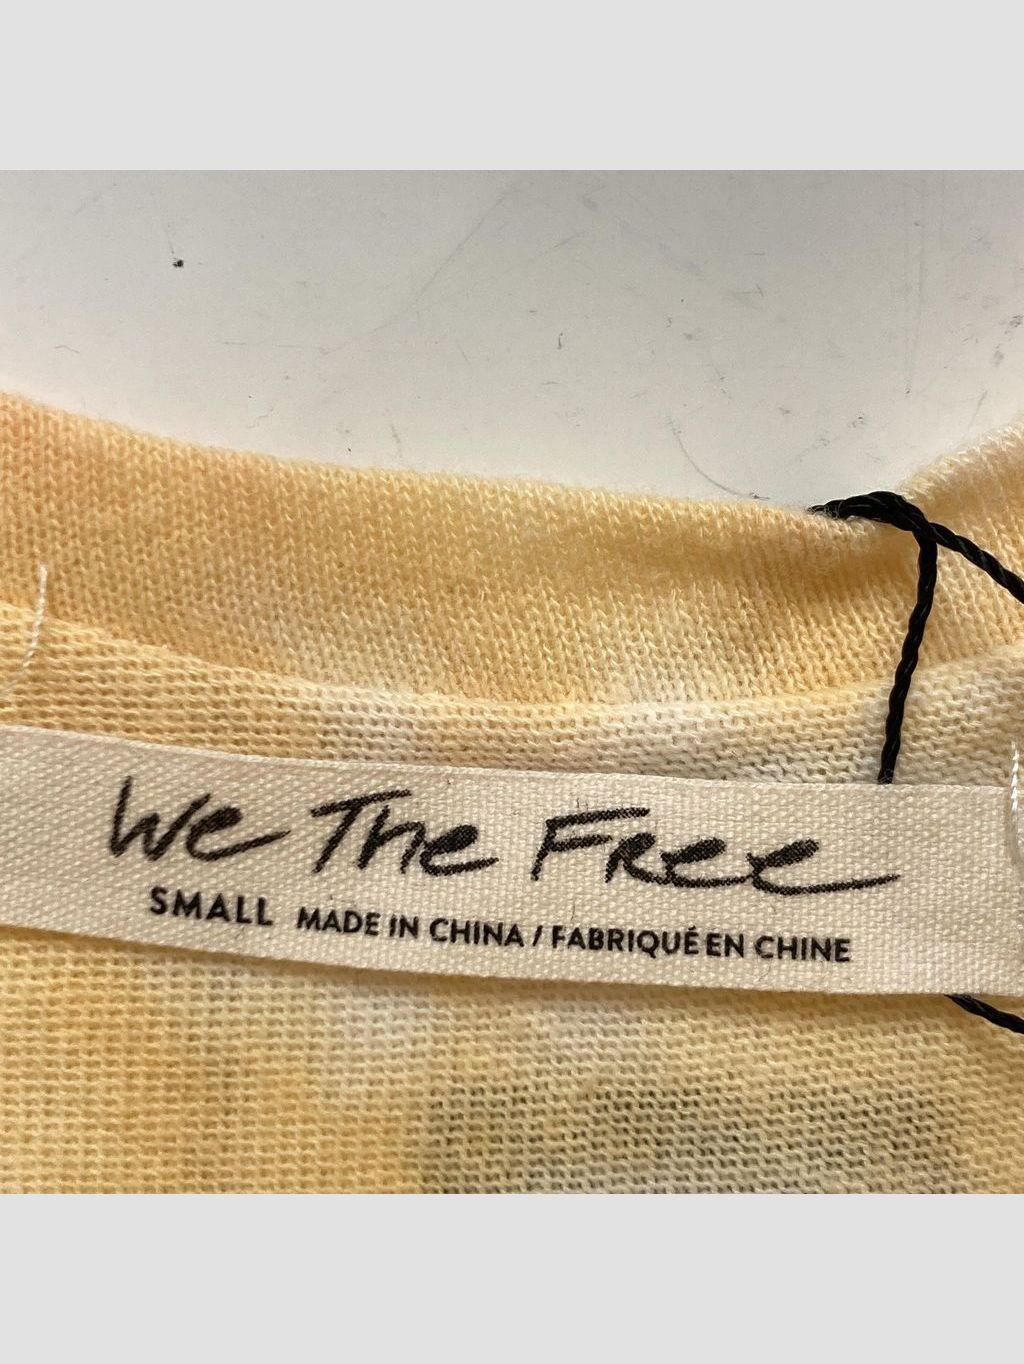 We The Free
SMALL MADE IN CHINA / FABRIQUÉ EN CHINE